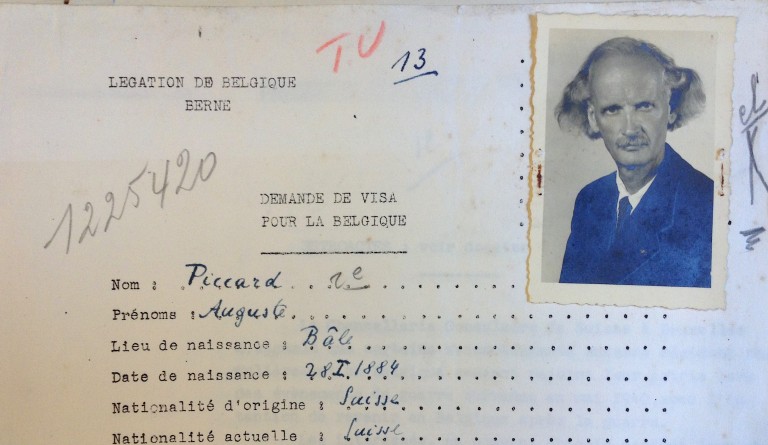 TU 13
LEGATION DE BELGIQUE
BERNE
1225420
DEMANDE DE VISA
POUR LA BELGIQUE
Nom : Piccard
Prénoms : Auguste
Lieu de naissance : Bâle
Date de naissance : 28.I.1884
Nationalité d'origine : Suisse
Nationalité actuelle : Suisse